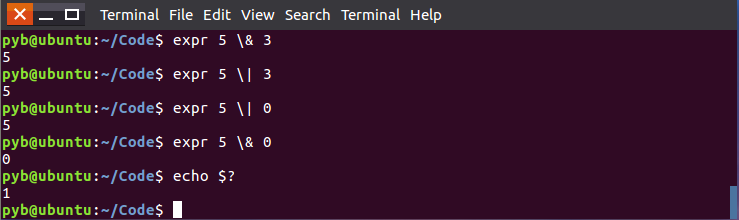 Terminal File Edit View Search Terminal Help
pyb@ubuntu:~/Code$ expr 5 \& 3
5
pyb@ubuntu:~/Code$ expr 5 \| 3
5
pyb@ubuntu:~/Code$ expr 5 \| 0
5
pyb@ubuntu:~/Code$ expr 5 \& 0
0
pyb@ubuntu:~/Code$ echo $?
1
pyb@ubuntu:~/Code$